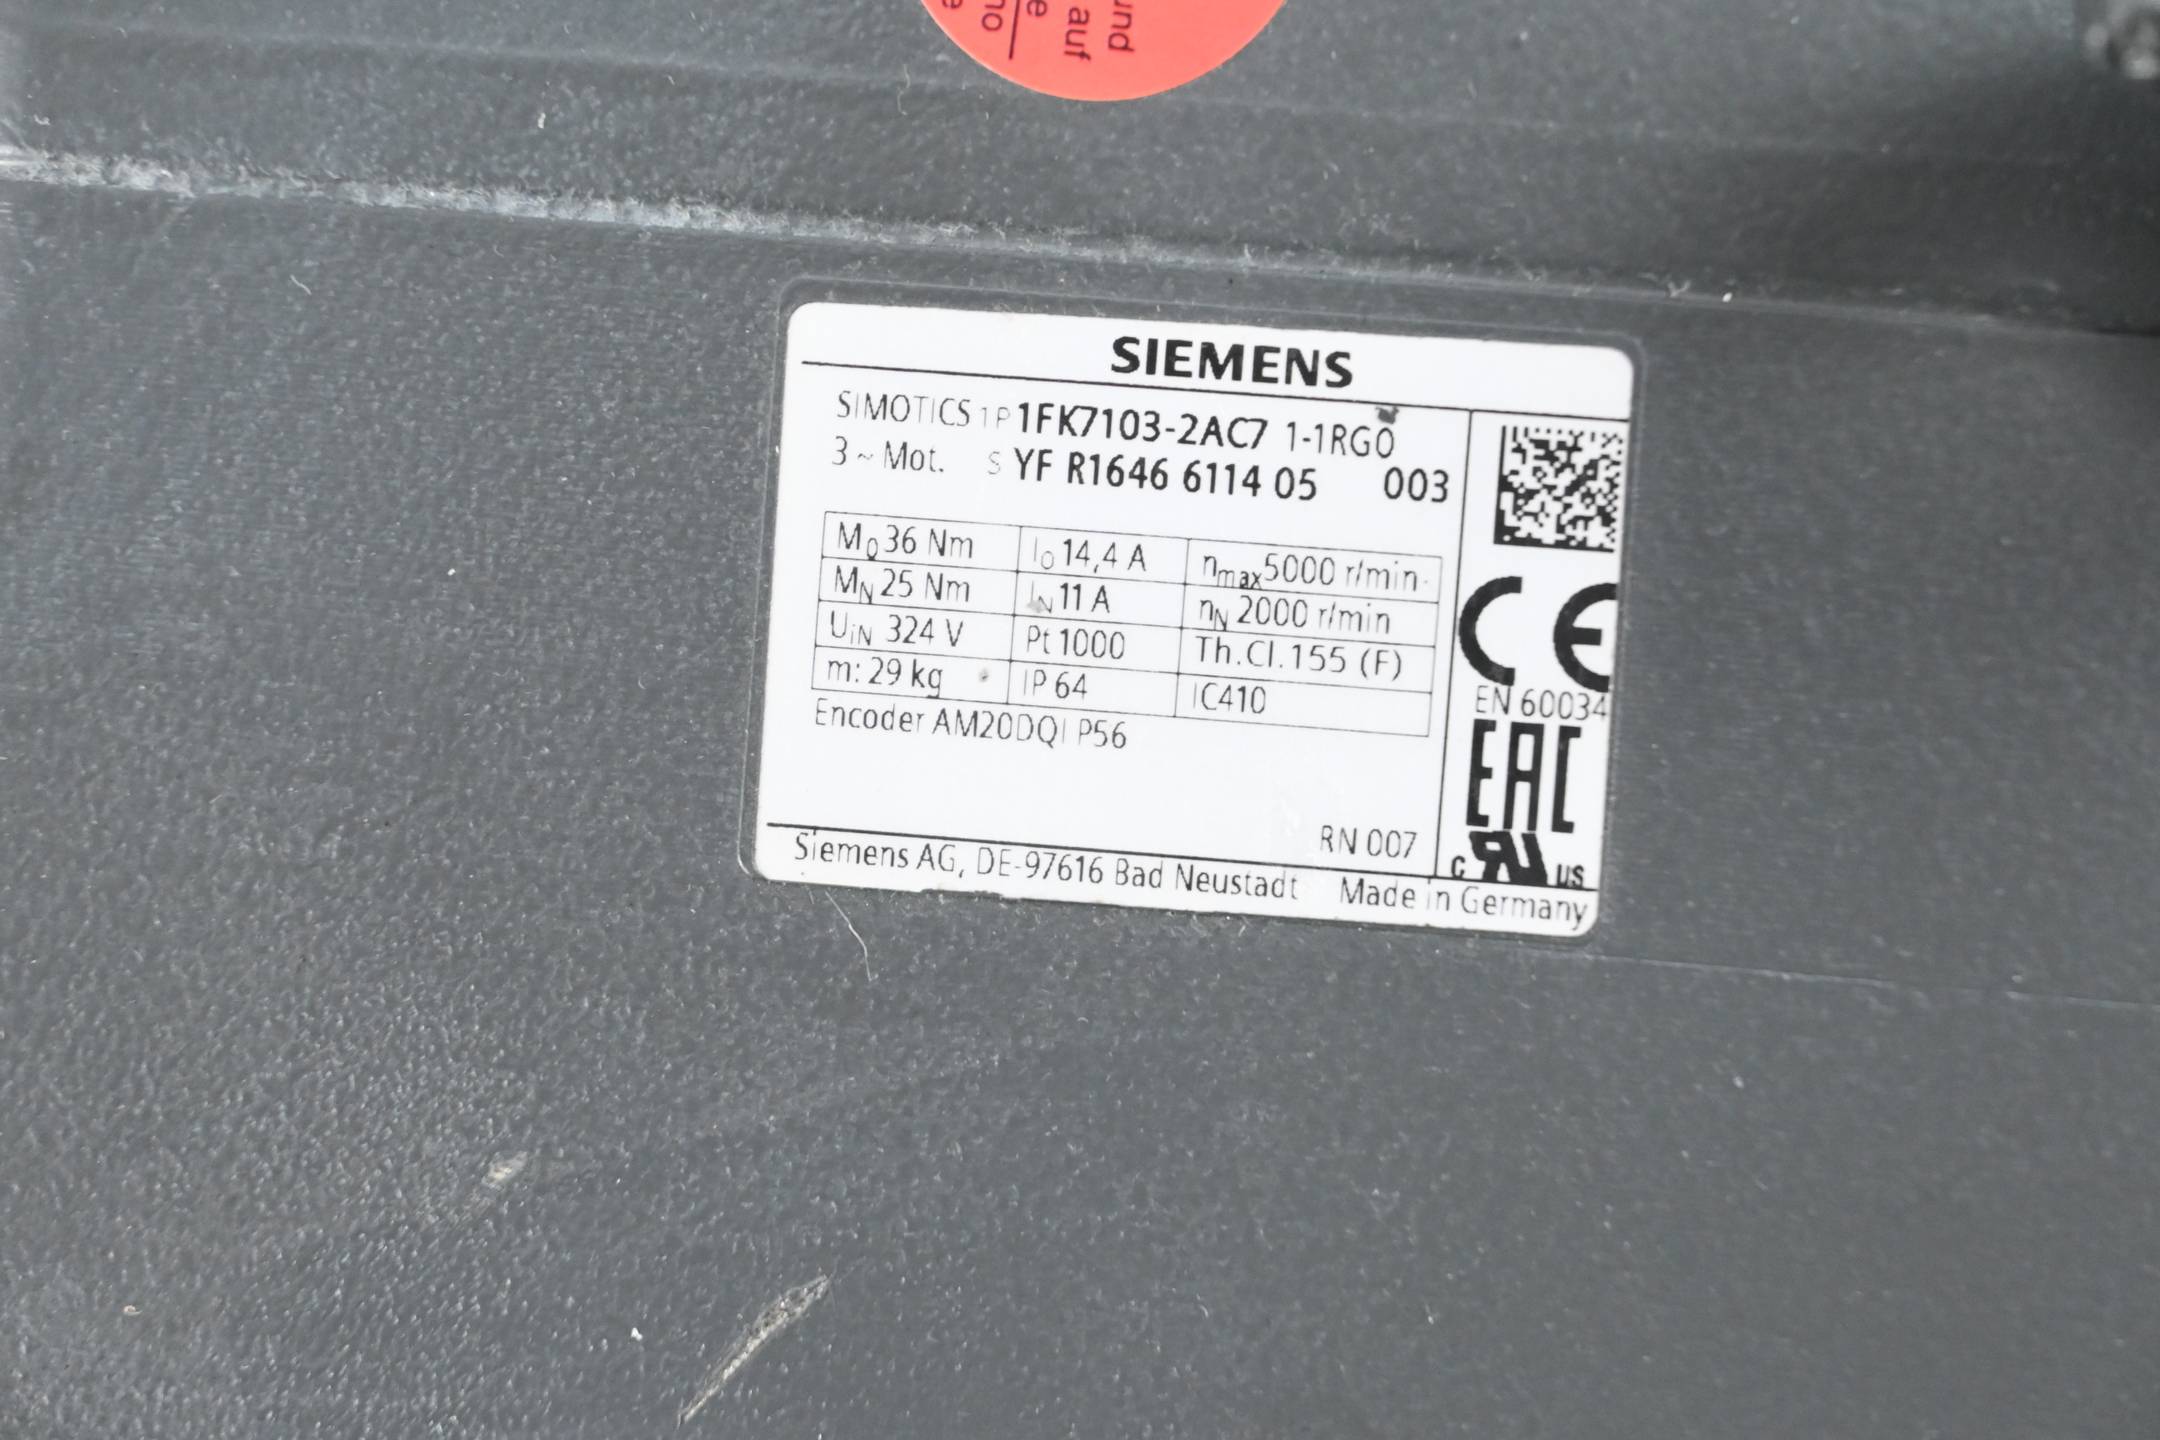 und
auf
e
no
e
SIEMENS
SIMOTICS 1P 1FK7103-2AC7 1-1RG0
3 ~ Mot. S YF R1646 6114 05 003
M0 36 Nm I0 14,4 A nmax 5000 r/min
MN 25 Nm IN 11 A nN 2000 r/min
UiN 324 V Pt 1000 Th.Cl.155 (F)
m: 29 kg IP 64 IC410
Encoder AM20DQI P56
RN 007
CE
EN 60034
EAC
c RU US
Siemens AG, DE-97616 Bad Neustadt Made in Germany